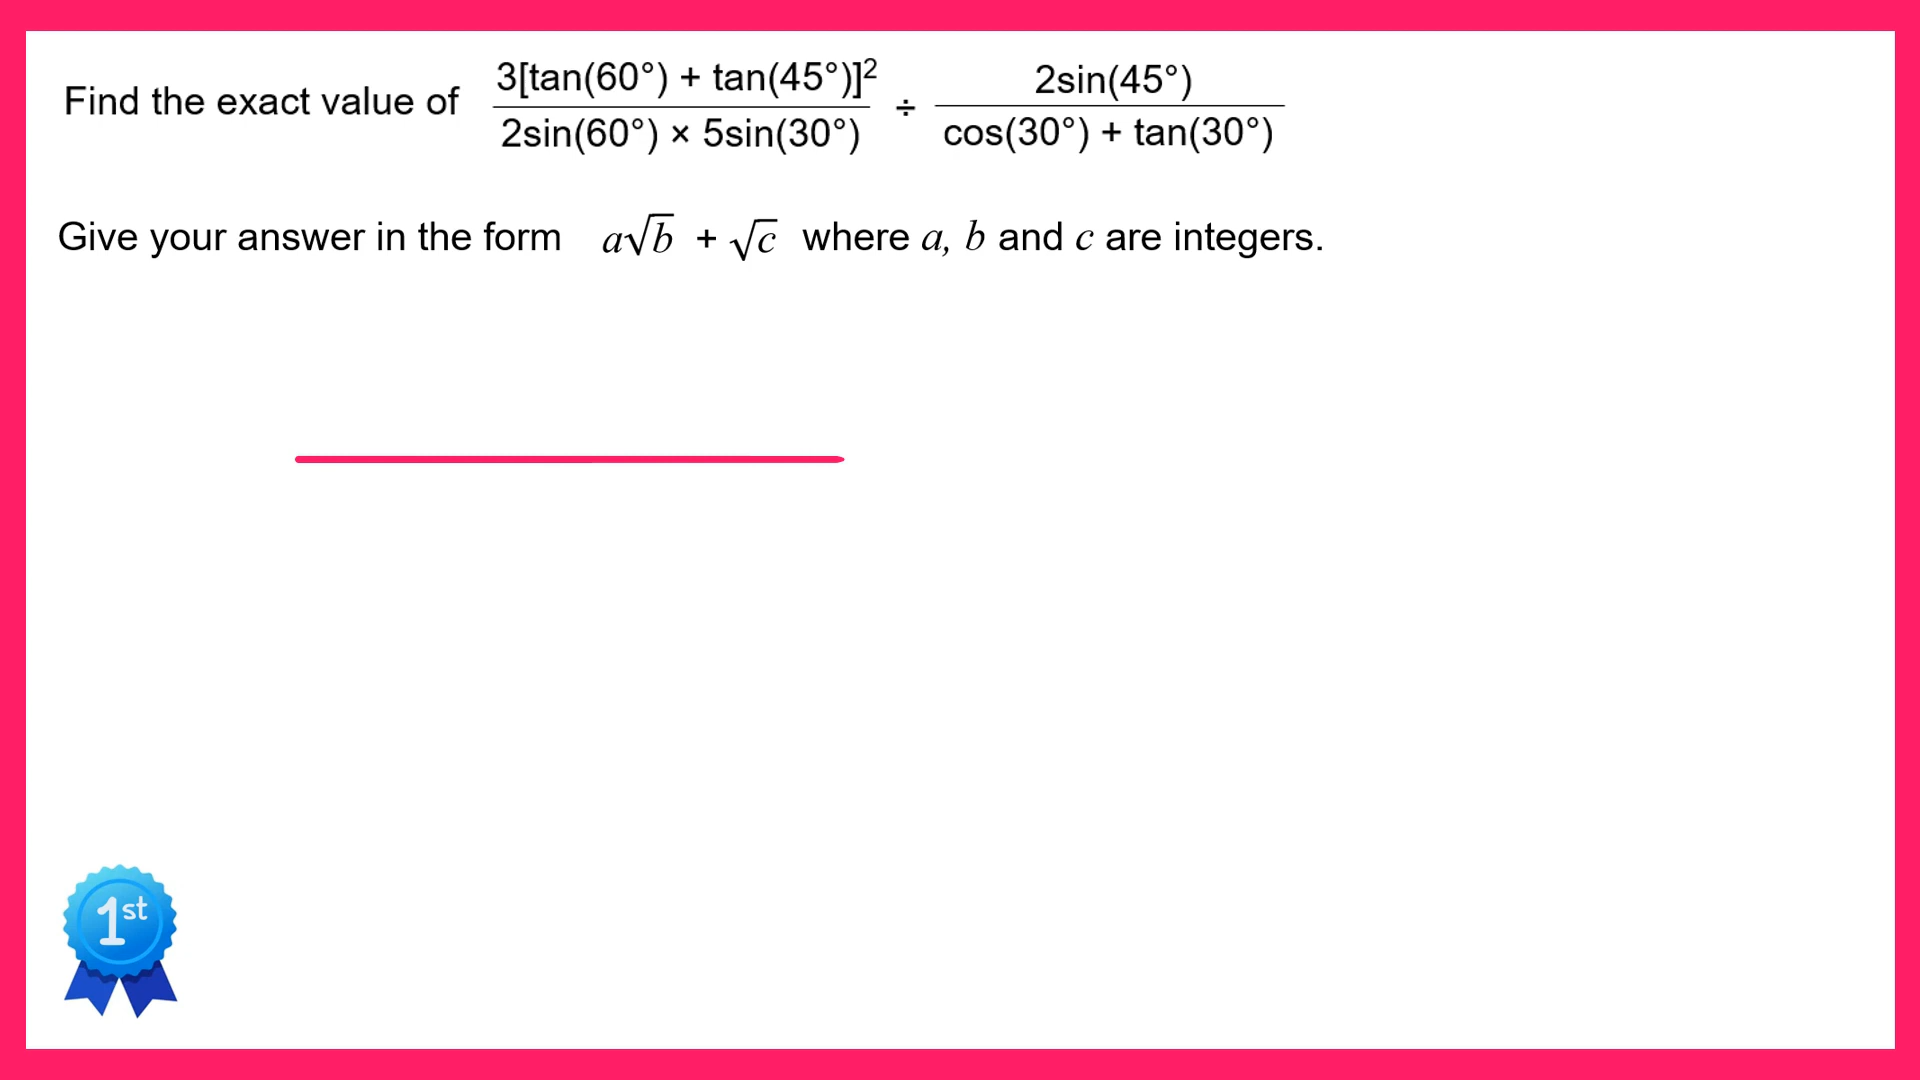 Find the exact value of 3[tan(60°) + tan(45°)]² / 2sin(60°) × 5sin(30°) ÷ 2sin(45°) / cos(30°) + tan(30°)
Give your answer in the form a√b + √c where a, b and c are integers.
1st